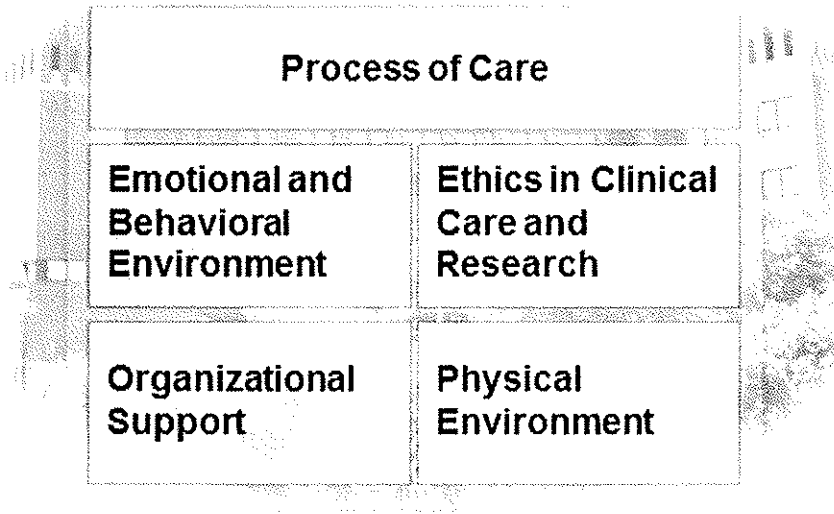 Process of Care
Emotional and
Behavioral
Environment
Ethics in Clinical
Care and
Research
Organizational
Support
Physical
Environment